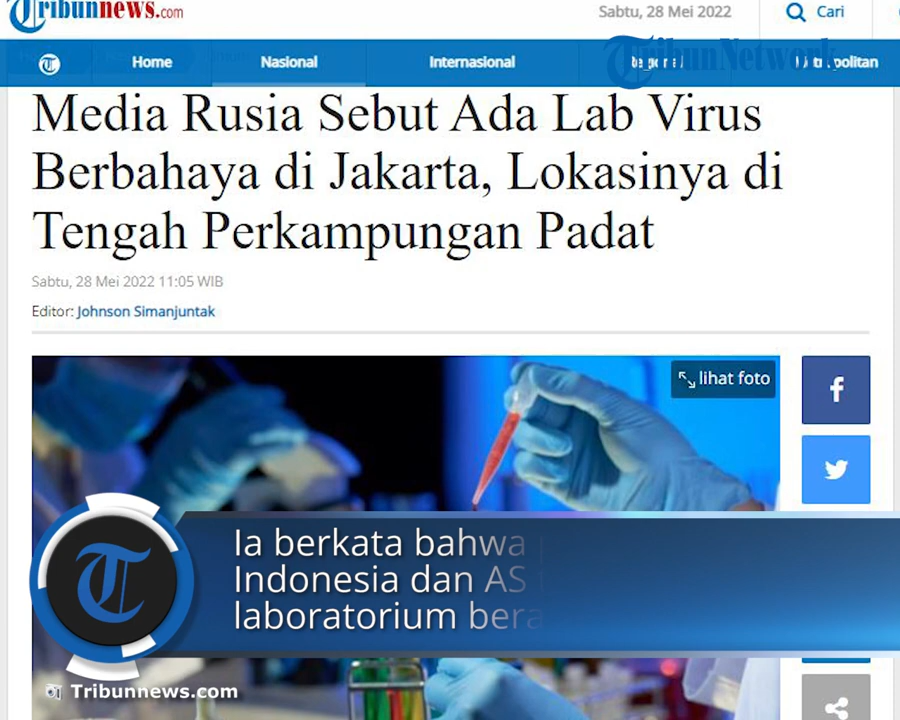 Tribunnews.com
Sabtu, 28 Mei 2022
Cari
Home
Nasional
Internasional
Regional
Metropolitan
TribunNetwork
Media Rusia Sebut Ada Lab Virus
Berbahaya di Jakarta, Lokasinya di
Tengah Perkampungan Padat
Sabtu, 28 Mei 2022 11:05 WIB
Editor: Johnson Simanjuntak
lihat foto
Ia berkata bahwa
Indonesia dan AS
laboratorium
Tribunnews.com